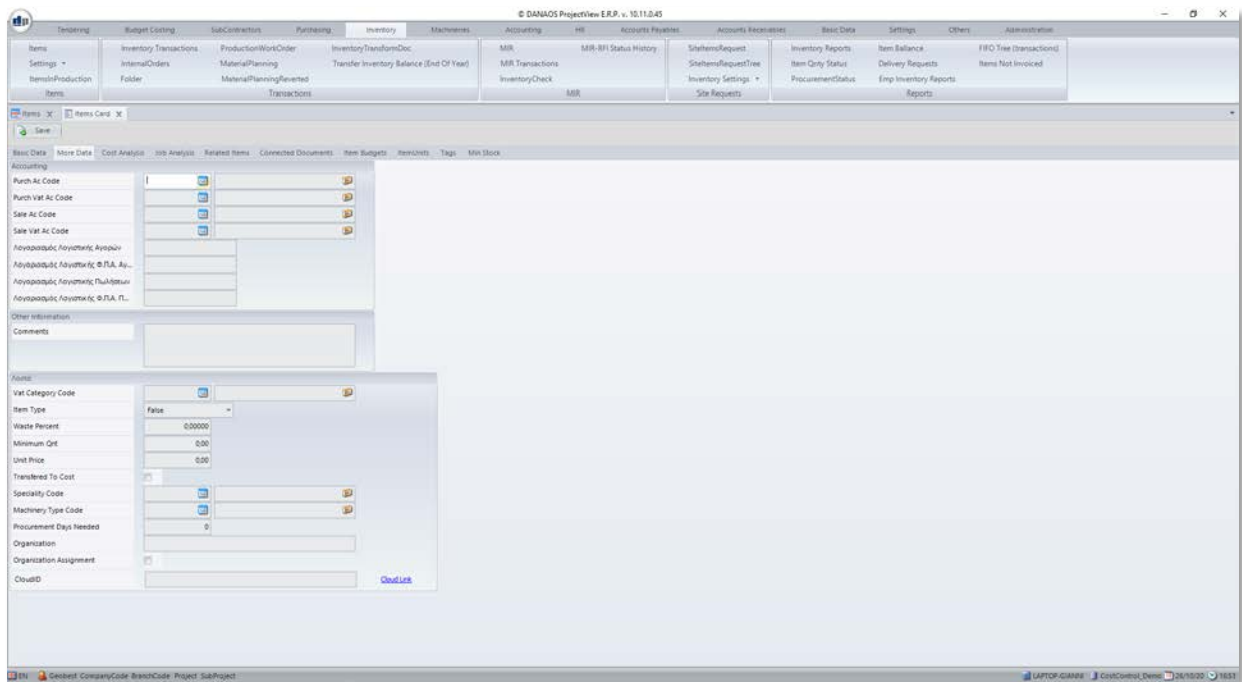 © DANAOS ProjectView E.R.P. v. 10.11.0.45
Tendering Budget Costing SubContractors Purchasing Inventory Machineries Accounting HR Accounts Payables Accounts Receivables Basic Data Settings Others Administration
Items Inventory Transactions ProductionWorkOrder InventoryTransformDoc MIR MIR-RFI Status History SiteItemsRequest Inventory Reports Item Ballance FIFO Tree (transactions)
Settings InternalOrders MaterialPlanning Transfer Inventory Balance (End Of Year) MIR Transactions SiteItemsRequestTree Item Qnty Status Delivery Requests Items Not Invoiced
ItemsInProduction Folder MaterialPlanningReverted InventoryCheck Inventory Settings ProcurementStatus Emp Inventory Reports
Items Transactions MIR Site Requests Reports
Items X Items Card X
Save
Basic Data More Data Cost Analysis Job Analysis Related Items Connected Documents Item Budgets ItemUnits Tags Min Stock
Accounting
Purch Ac Code
Purch Vat Ac Code
Sale Ac Code
Sale Vat Ac Code
Λογαριασμός Λογιστικής Αγορών
Λογαριασμός Λογιστικής Φ.Π.Α. Αγ...
Λογαριασμός Λογιστικής Πωλήσεων
Λογαριασμός Λογιστικής Φ.Π.Α. Π...
Other Information
Comments
Λοιπά
Vat Category Code
Item Type False
Waste Percent 0,00000
Minimum Qnt 0,00
Unit Price 0,00
Transfered To Cost
Speciality Code
Machinery Type Code
Procurement Days Needed 0
Organization
Organization Assignment
CloudID Cloud Link
EN Geobest CompanyCode BranchCode Project SubProject LAPTOP-GIANNI CostControl_Demo 26/10/20 1653